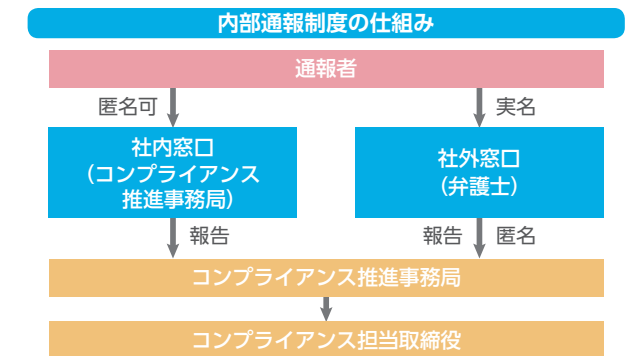 内部通報制度の仕組み
通報者
匿名可
実名
社内窓口
（コンプライアンス
推進事務局）
社外窓口
（弁護士）
報告
報告
匿名
コンプライアンス推進事務局
コンプライアンス担当取締役